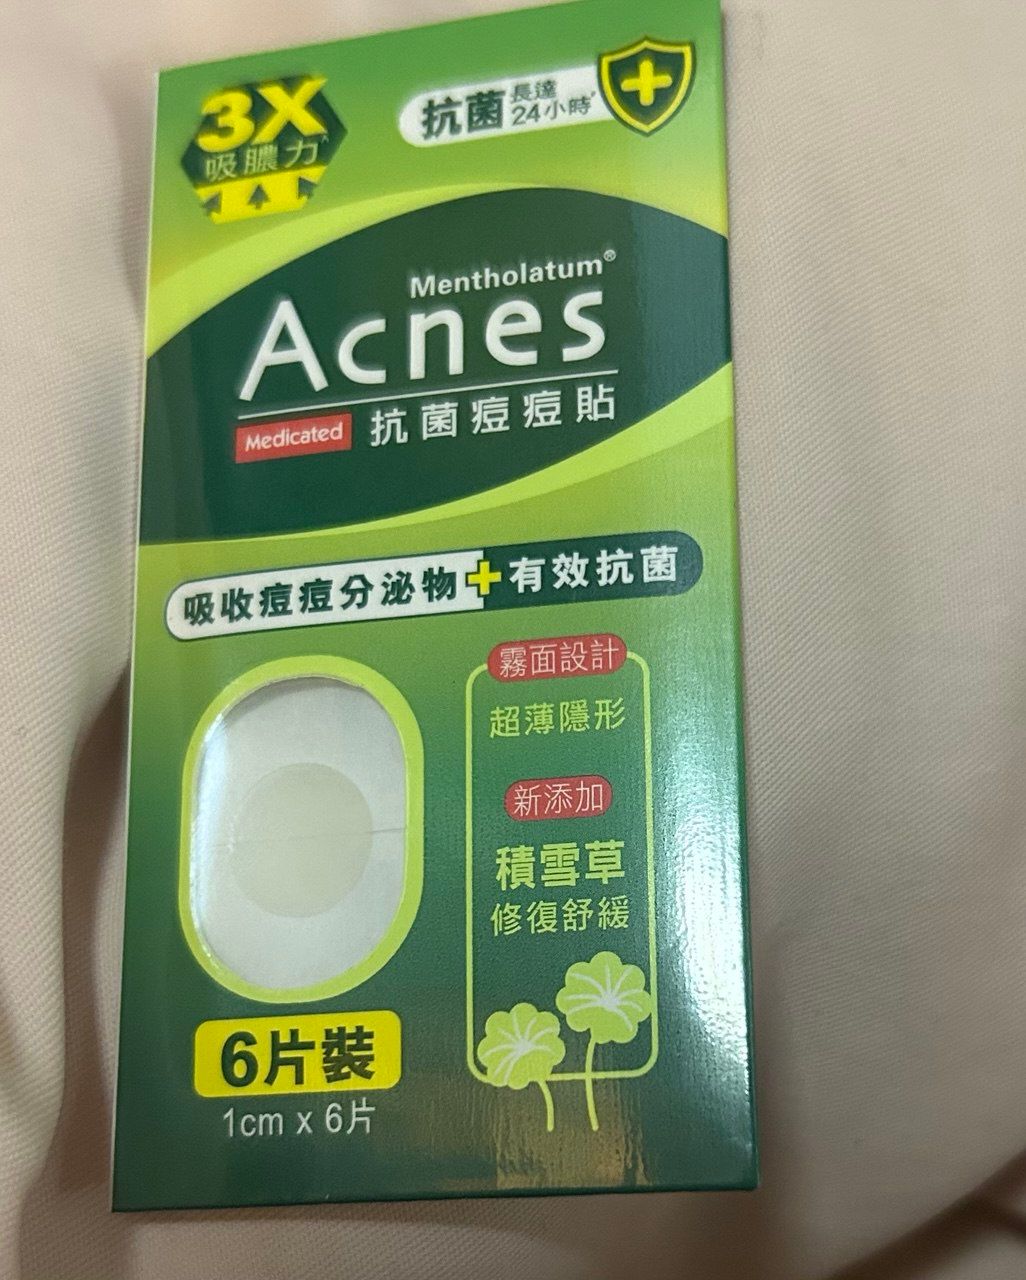 3X
吸膿力^
抗菌長達24小時
Mentholatum®
Acnes
Medicated 抗菌痘痘貼
吸收痘痘分泌物+有效抗菌
霧面設計
超薄隱形
新添加
積雪草
修復舒緩
6片裝
1cm x 6片